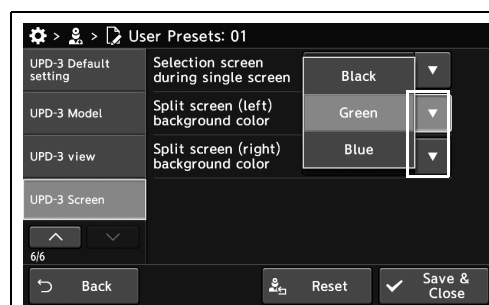 > > User Presets: 01
UPD-3 Default
setting
UPD-3 Model
UPD-3 view
UPD-3 Screen
6/6
Selection screen
during single screen
Split screen (left)
background color
Split screen (right)
background color
Black
Green
Blue
Back
Reset
Save &
Close